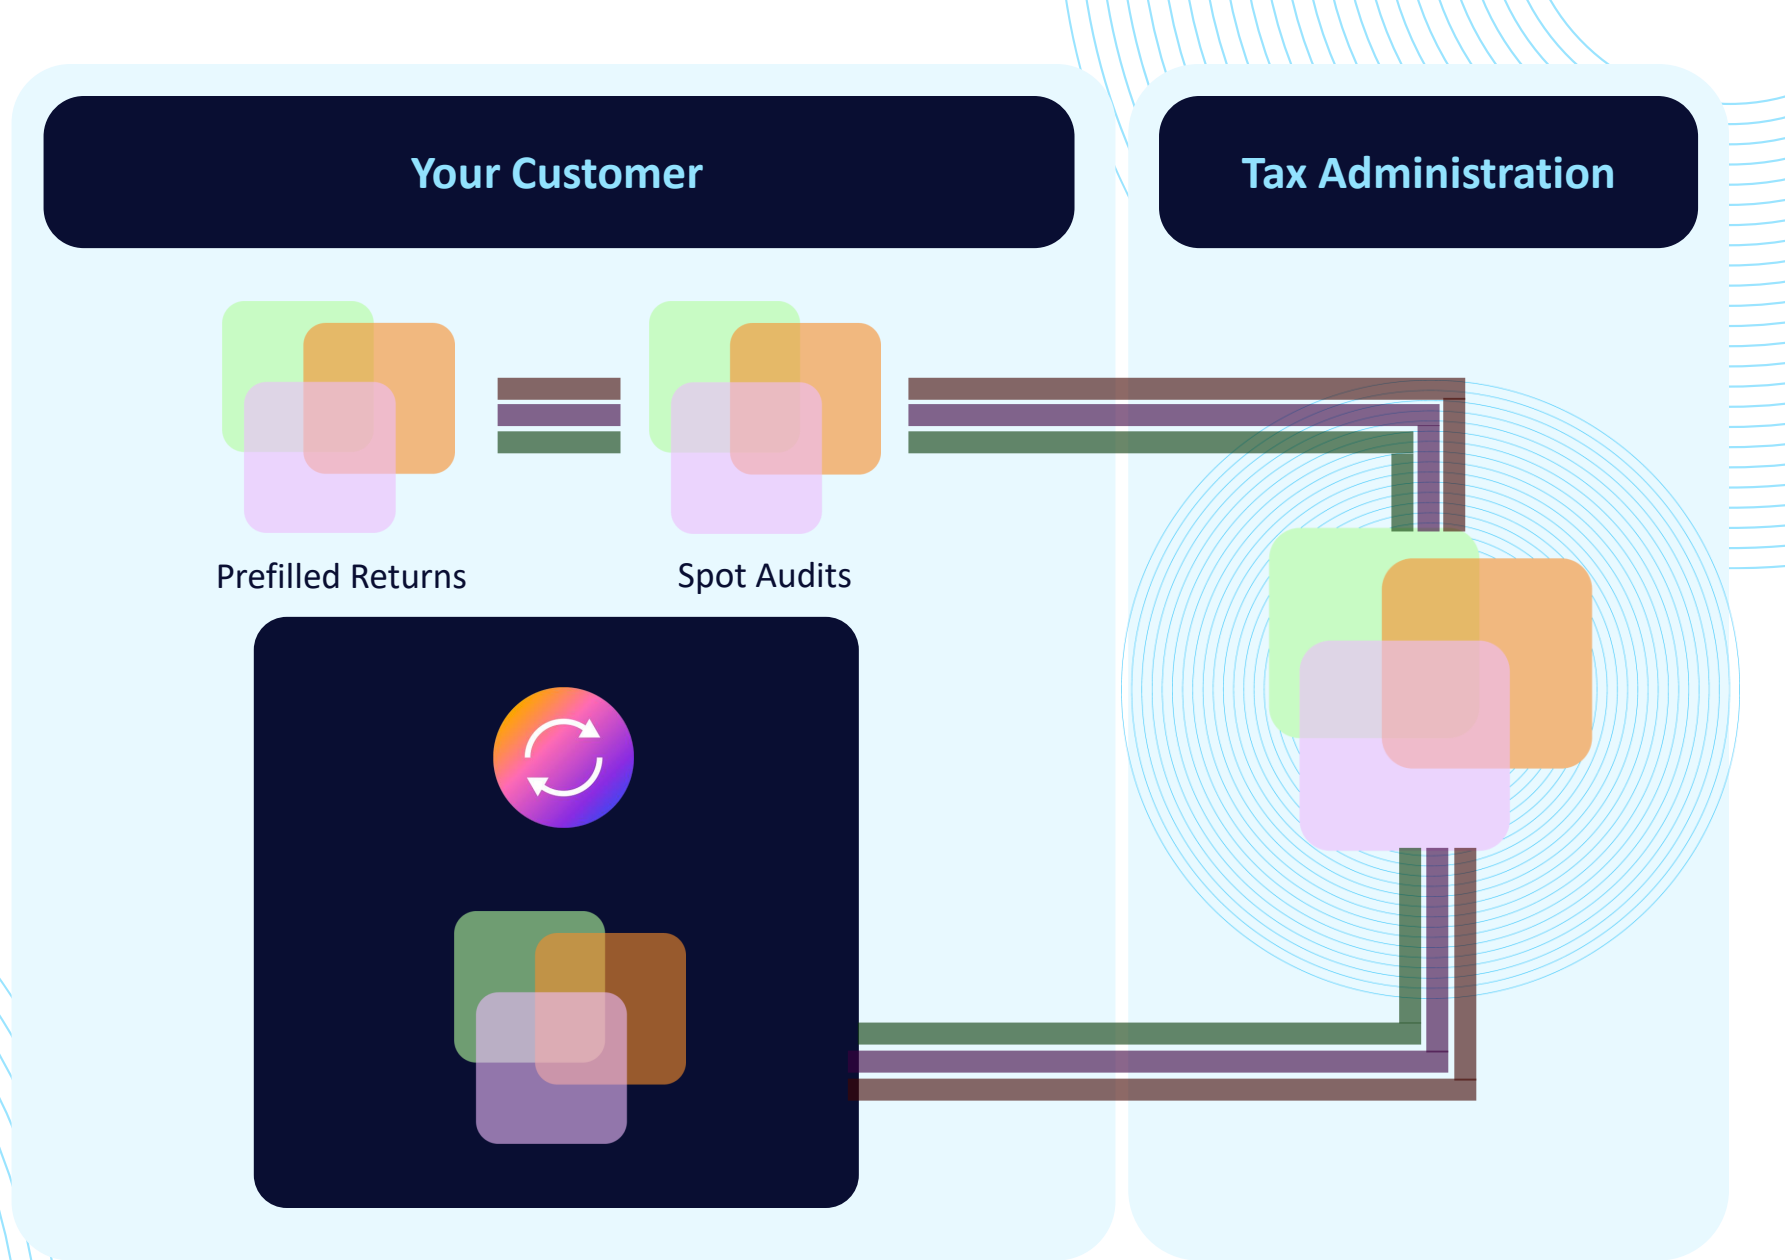 Your Customer
Tax Administration
Prefilled Returns
Spot Audits